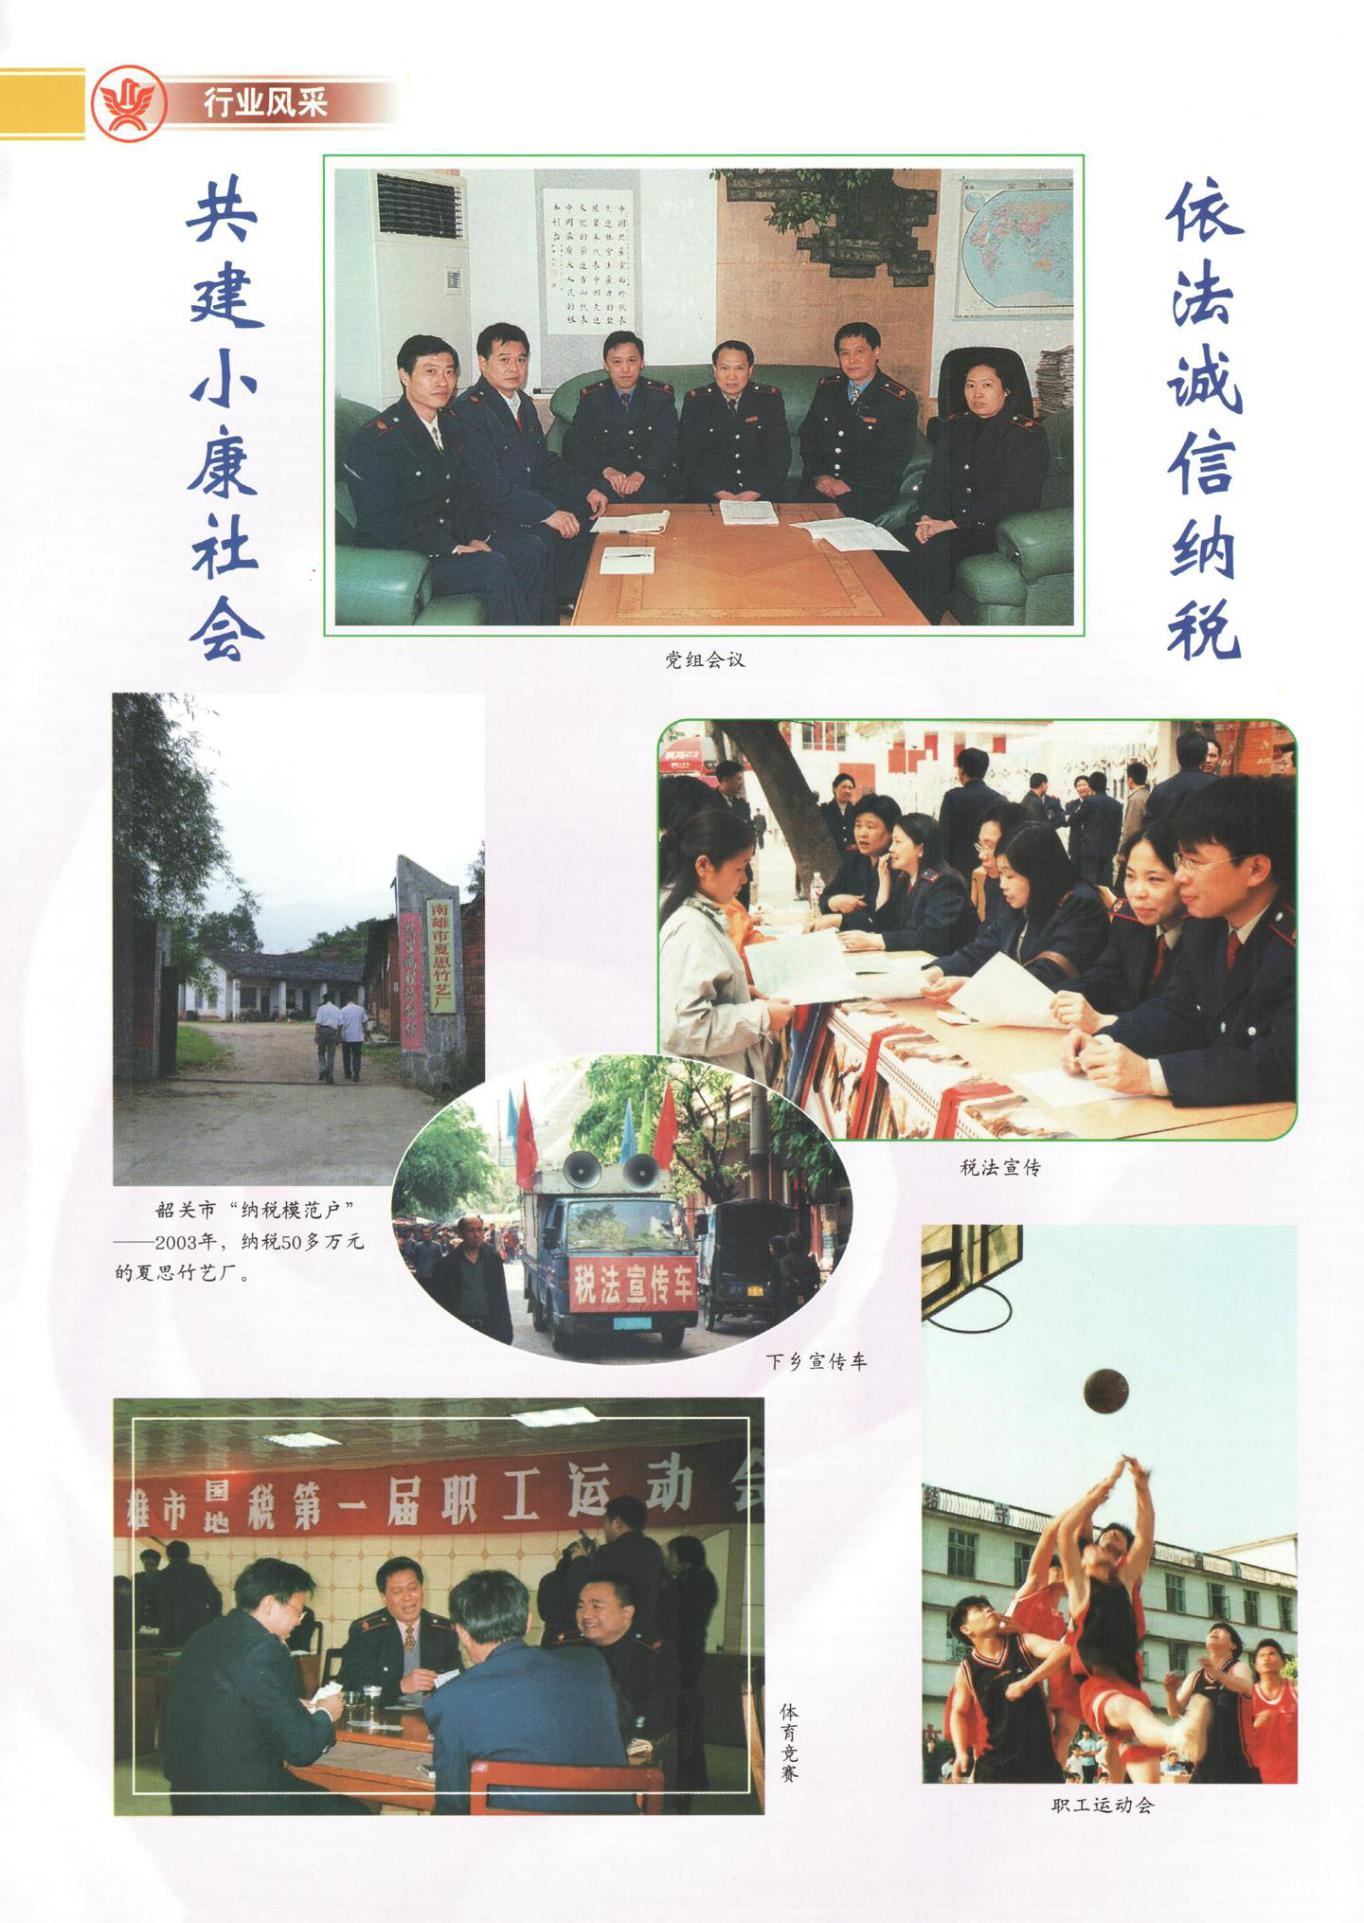 行业风采
依法诚信纳税
共建小康社会
党组会议
南雄市夏思竹艺厂
税法宣传
韶关市“纳税模范户”
——2003年，纳税50多万元
的夏思竹艺厂。
税法宣传车
下乡宣传车
雄市国地税第一届职工运动会
体育竞赛
职工运动会